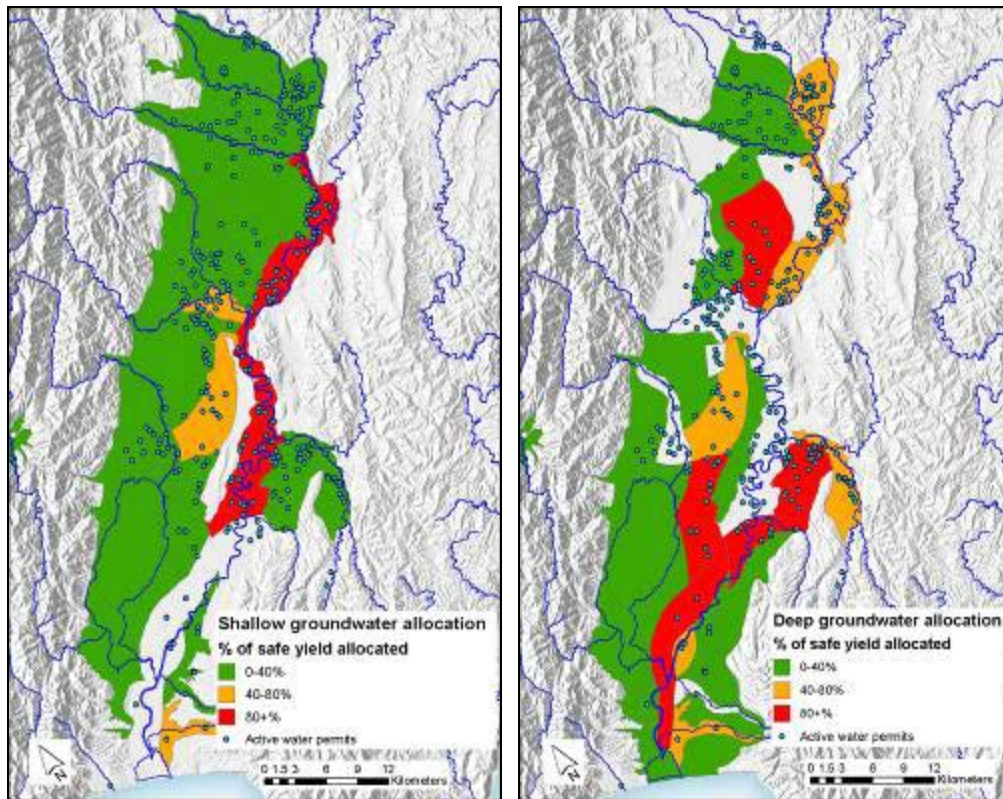 Shallow groundwater allocation
% of safe yield allocated
0-40%
40-80%
80+%
Active water permits
N
0 1.5 3 6 9 12
Kilometers
Deep groundwater allocation
% of safe yield allocated
0-40%
40-80%
80+%
Active water permits
N
0 1.5 3 6 9 12
Kilometers